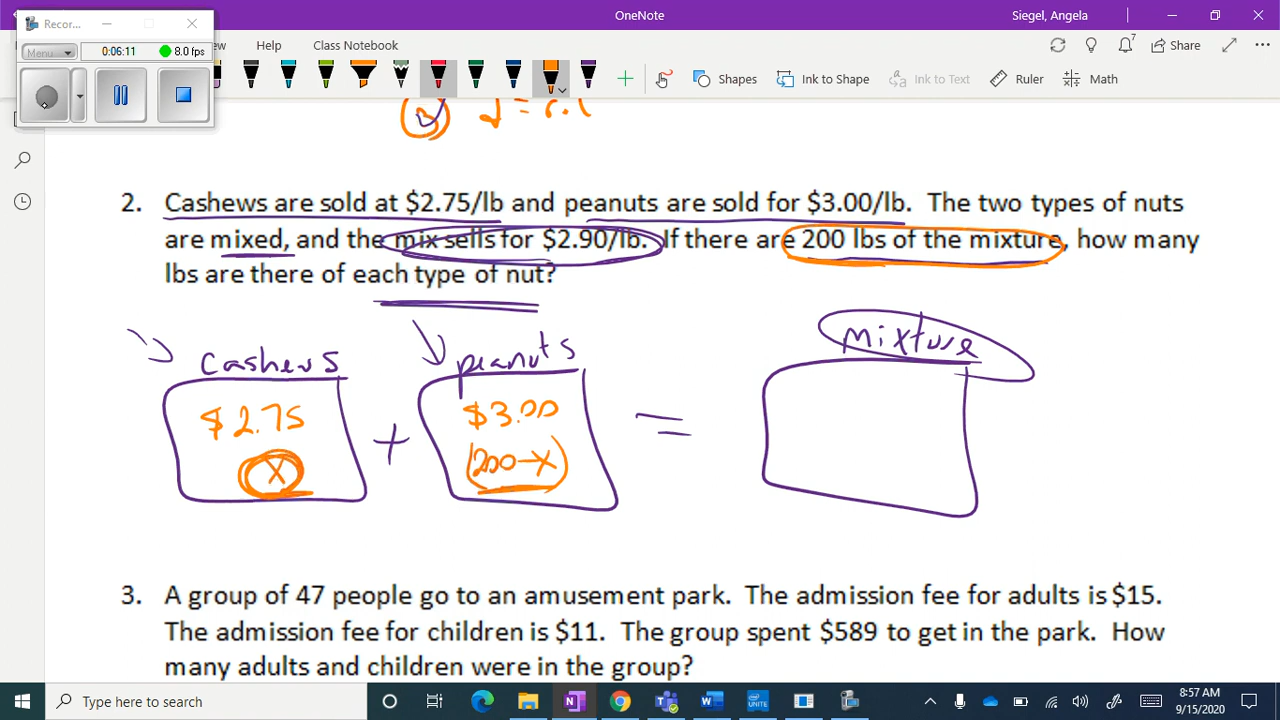 Recor...
OneNote
Siegel, Angela
Menu
0:06:11
8.0 fps
Help
Class Notebook
7
Share
Shapes
Ink to Shape
Ink to Text
Ruler
Math
2. Cashews are sold at $2.75/lb and peanuts are sold for $3.00/lb. The two types of nuts
are mixed, and the mix sells for $2.90/lb. If there are 200 lbs of the mixture, how many
lbs are there of each type of nut?
cashews
peanuts
mixture
$2.75
+
$3.00
=
X
(200-X)
3. A group of 47 people go to an amusement park. The admission fee for adults is $15.
The admission fee for children is $11. The group spent $589 to get in the park. How
many adults and children were in the group?
Type here to search
8:57 AM
9/15/2020